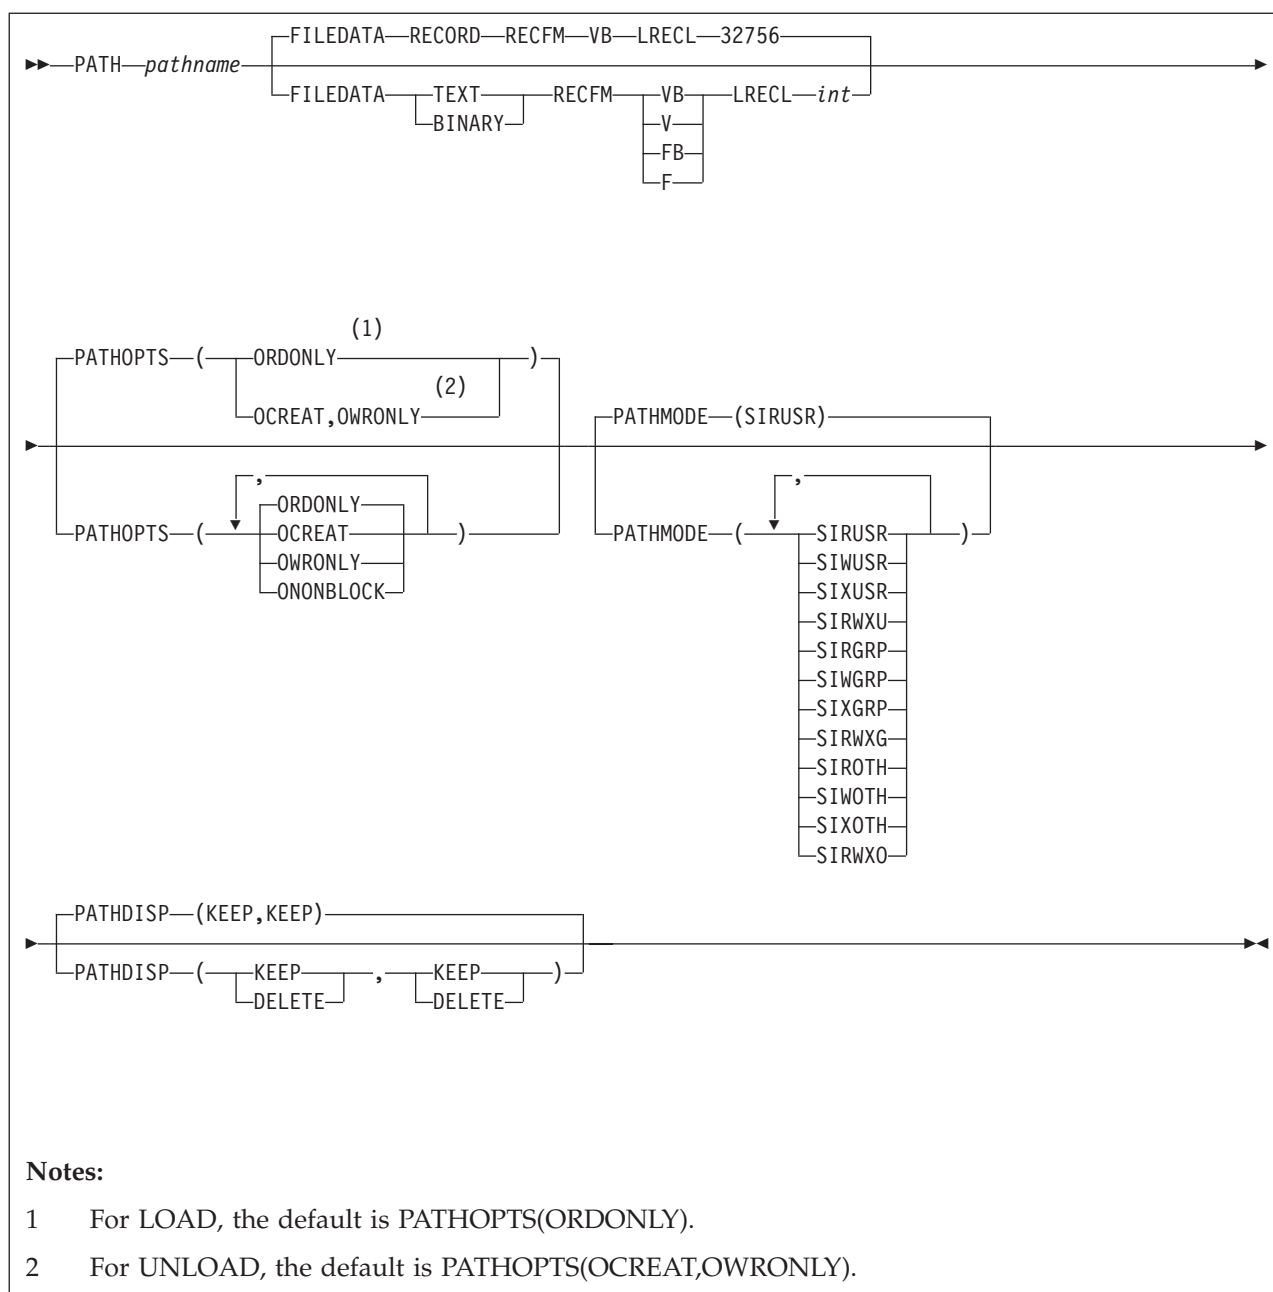 FILEDATA RECORD RECFM VB LRECL 32756
PATH pathname
FILEDATA TEXT RECFM VB LRECL int
BINARY V
FB
F
(1)
PATHOPTS ( ORDONLY )
(2)
OCREAT,OWRONLY PATHMODE (SIRUSR)
, ,
ORDONLY
PATHOPTS ( OCREAT ) PATHMODE ( SIRUSR )
OWRONLY SIWUSR
ONONBLOCK SIXUSR
SIRWXU
SIRGRP
SIWGRP
SIXGRP
SIRWXG
SIROTH
SIWOTH
SIXOTH
SIRWXO
PATHDISP (KEEP,KEEP)
PATHDISP ( KEEP , KEEP )
DELETE DELETE
Notes:
1 For LOAD, the default is PATHOPTS(ORDONLY).
2 For UNLOAD, the default is PATHOPTS(OCREAT,OWRONLY).